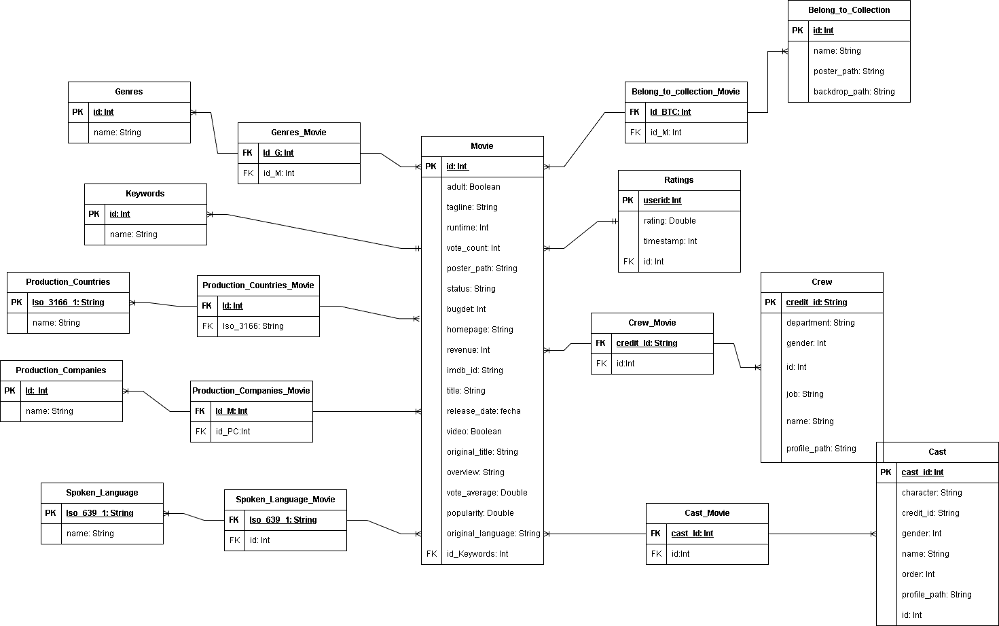 Belong_to_Collection
PK id: Int
name: String
poster_path: String
backdrop_path: String
Genres
PK id: Int
name: String
Belong_to_collection_Movie
FK Id_BTC: Int
FK id_M: Int
Genres_Movie
FK Id_G: Int
FK id_M: Int
Movie
PK id: Int
adult: Boolean
tagline: String
runtime: Int
vote_count: Int
poster_path: String
status: String
bugdet: Int
homepage: String
revenue: Int
imdb_id: String
title: String
release_date: fecha
video: Boolean
original_title: String
overview: String
vote_average: Double
popularity: Double
original_language: String
FK id_Keywords: Int
Keywords
PK id: Int
name: String
Ratings
PK userid: Int
rating: Double
timestamp: Int
FK id: Int
Production_Countries
PK Iso_3166_1: String
name: String
Production_Countries_Movie
FK Id: Int
FK Iso_3166: String
Crew
PK credit_id: String
department: String
gender: Int
id: Int
job: String
name: String
profile_path: String
Crew_Movie
FK credit_Id: String
FK id:Int
Production_Companies
PK Id: Int
name: String
Production_Companies_Movie
FK Id_M: Int
FK id_PC:Int
Cast
PK cast_id: Int
character: String
credit_id: String
gender: Int
name: String
order: Int
profile_path: String
id: Int
Spoken_Language
PK Iso_639_1: String
name: String
Spoken_Language_Movie
FK Iso_639_1: String
FK id: Int
Cast_Movie
FK cast_Id: Int
FK id:Int